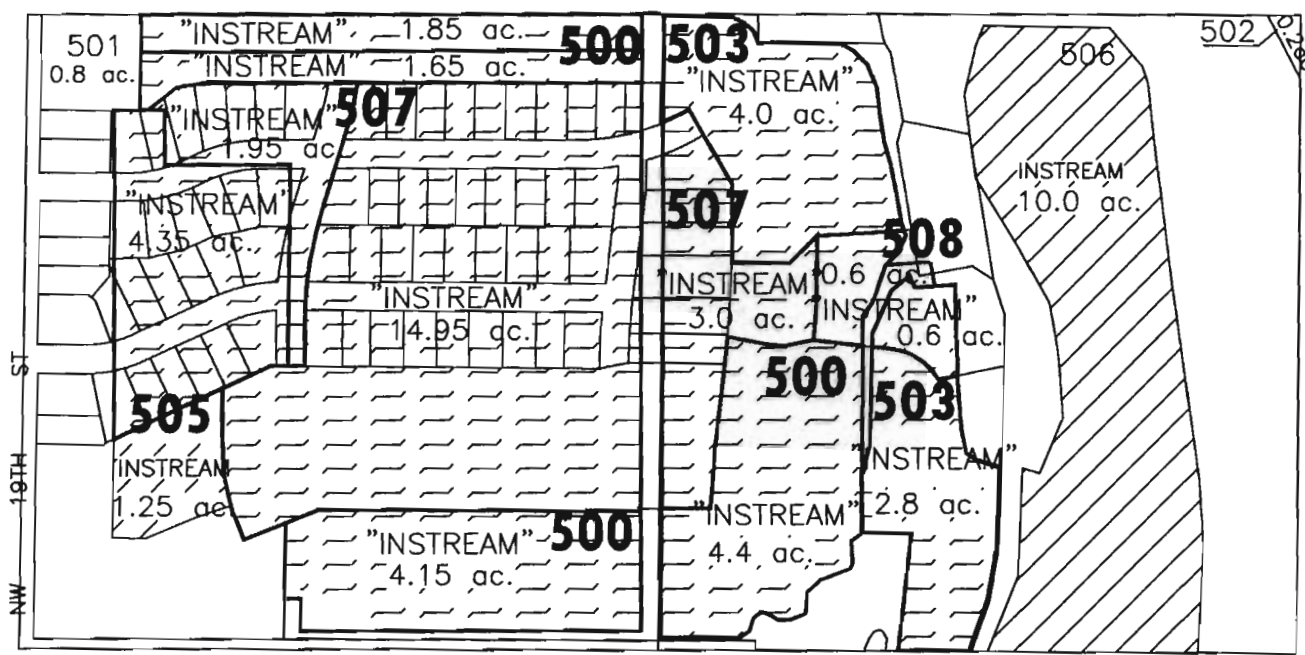 501
0.8 ac.
"INSTREAM" 1.85 ac.
500
"INSTREAM" 1.65 ac.
503
"INSTREAM"
4.0 ac.
506
502
INSTREAM
10.0 ac.
507
"INSTREAM"
1.95 ac.
"INSTREAM"
4.35 ac.
507
508
0.6 ac.
"INSTREAM"
14.95 ac.
"INSTREAM"
3.0 ac.
"INSTREAM"
0.6 ac.
500
503
505
INSTREAM
1.25 ac.
"INSTREAM"
2.8 ac.
"INSTREAM"
4.4 ac.
500
"INSTREAM"
4.15 ac.
NW 19TH ST